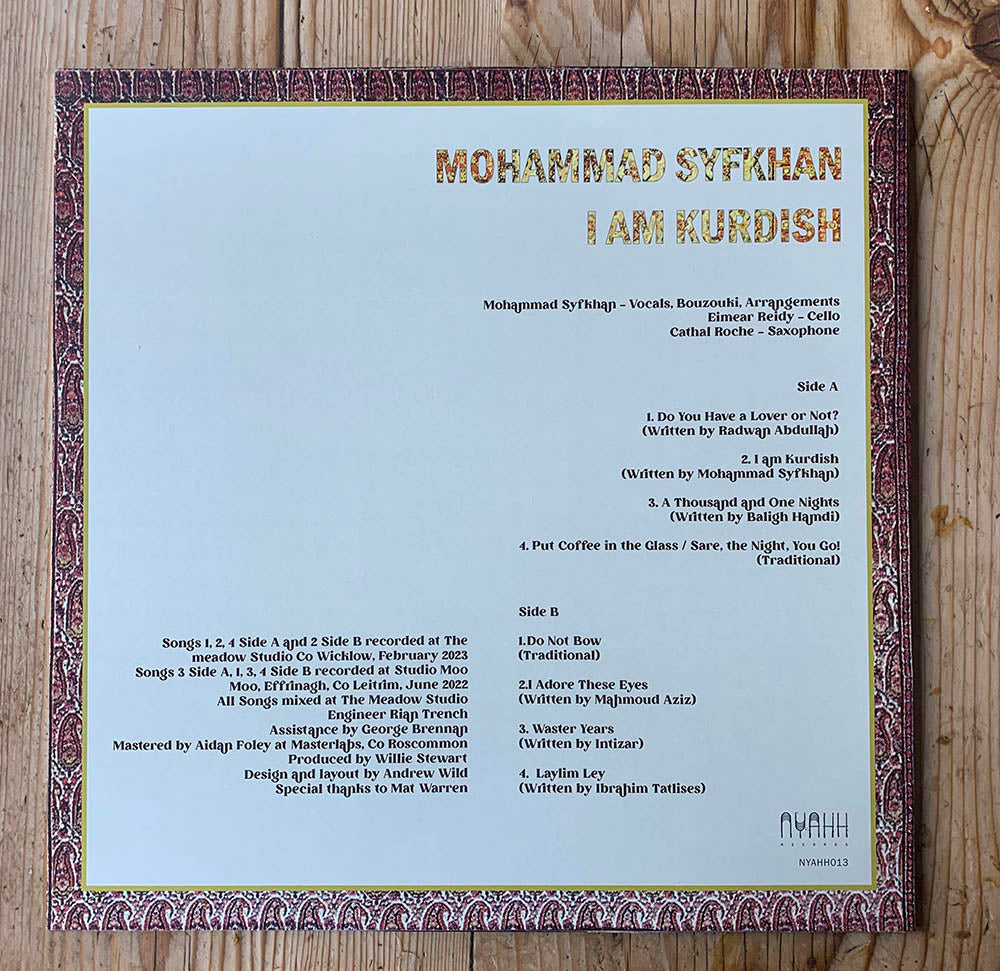 MOHAMMAD SYFKHAN
I AM KURDISH
Mohammad Syfkhan – Vocals, Bouzouki, Arrangements
Eimear Reidy – Cello
Cathal Roche – Saxophone
Side A
1. Do You Have a Lover or Not?
(Written by Radwan Abdullah)
2. I am Kurdish
(Written by Mohammad Syfkhan)
3. A Thousand and One Nights
(Written by Baligh Hamdi)
4. Put Coffee in the Glass / Sare, the Night, You Go!
(Traditional)
Side B
1.Do Not Bow
(Traditional)
2.I Adore These Eyes
(Written by Mahmoud Aziz)
3. Waster Years
(Written by Intizar)
4. Laylim Ley
(Written by Ibrahim Tatlises)
Songs 1, 2, 4 Side A and 2 Side B recorded at The
meadow Studio Co Wicklow, February 2023
Songs 3 Side A, 1, 3, 4 Side B recorded at Studio Moo
Moo, Effrinagh, Co Leitrim, June 2022
All Songs mixed at The Meadow Studio
Engineer Rian Trench
Assistance by George Brennan
Mastered by Aidan Foley at Masterlabs, Co Roscommon
Produced by Willie Stewart
Design and layout by Andrew Wild
Special thanks to Mat Warren
NYAHH
RECORDS
NYAHH013